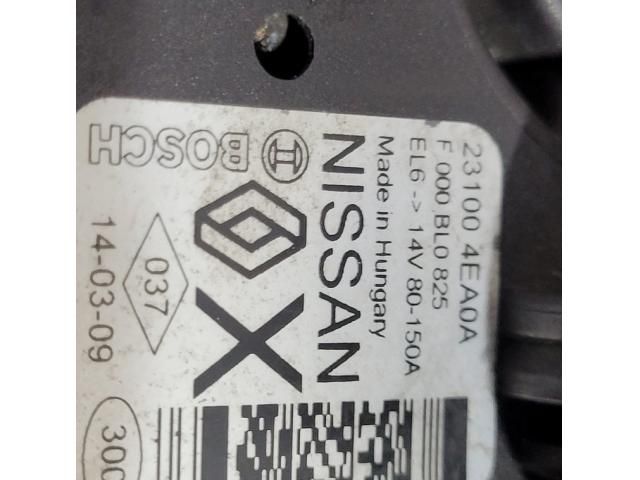 23100 4EA0A
F 000 BL0 825
EL6 -> 14V 80-150A
Made in Hungary
NISSAN
X
BOSCH
037
14-03-09
300